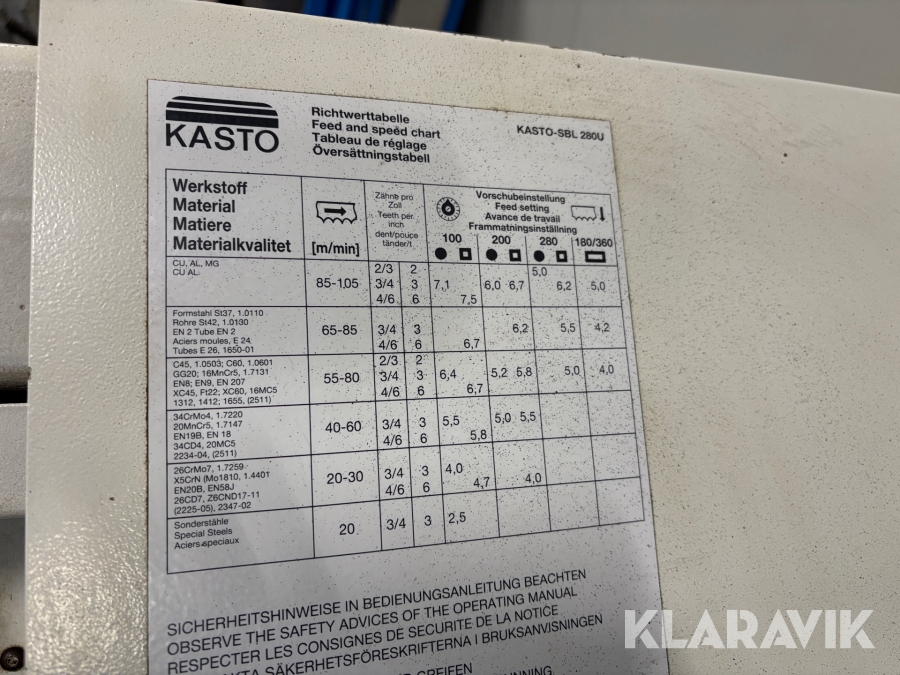 KASTO
Richtwerttabelle
Feed and speed chart
Tableau de réglage
Översättningstabell
KASTO-SBL 280U
Werkstoff
Material
Matiere
Materialkvalitet
[m/min]
Zähne pro
Zoll
Teeth per
inch
dent/pouce
tänder/t
Vorschubeinstellung
Feed setting
Avance de travail
Frammatningsinställning
100 200 280 180/360
CU, AL, MG
CU AL.
85-105
2/3 2
3/4 3
4/6 6
7,1 7,5 6,0 6,7 5,0 6,2 5,0
Formstahl St37, 1.0110
Rohre St42, 1.0130
EN 2 Tube EN 2
Aciers moules, E 24
Tubes E 26, 1650-01
65-85
3/4 3
4/6 6
6,7 6,2 5,5 4,2
C45, 1.0503; C60, 1.0601
GG20; 16MnCr5, 1.7131
EN8; EN9, EN 207
XC45, Ft22; XC60, 16MC5
1312, 1412; 1655, (2511)
55-80
2/3 2
3/4 3
4/6 6
6,4 6,7 5,2 5,8 5,0 4,0
34CrMo4, 1.7220
20MnCr5, 1.7147
EN19B, EN 18
34CD4, 20MC5
2234-04, (2511)
40-60
3/4 3
4/6 6
5,5 5,8 5,0 5,5
26CrMo7, 1.7259
X5CrN (Mo1810, 1.4401
EN20B, EN58J
26CD7, Z6CND17-11
(2225-05), 2347-02
20-30
3/4 3
4/6 6
4,0 4,7 4,0
Sonderstähle
Special Steels
Aciers speciaux
20
3/4 3
2,5
SICHERHEITSHINWEISE IN BEDIENUNGSANLEITUNG BEACHTEN
OBSERVE THE SAFETY ADVICES OF THE OPERATING MANUAL
RESPECTER LES CONSIGNES DE SECURITE DE LA NOTICE
SÄKERHETSFÖRESKRIFTERNA I BRUKSANVISNINGEN
GREIFEN
KLARAVIK